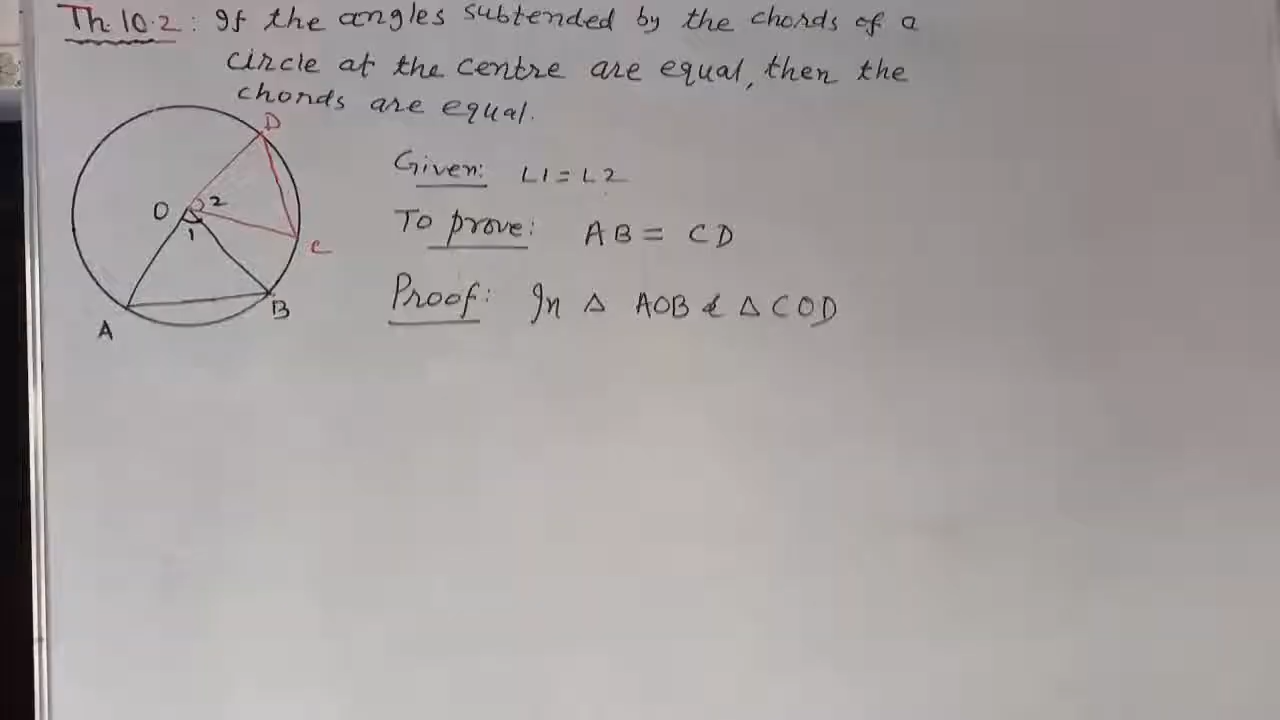 Th. 10.2: If the angles subtended by the chords of a
circle at the centre are equal, then the
chords are equal.
D
Given: ∠1 = ∠2
O 2
1
To prove: AB = CD
C
Proof: In △ AOB & △ COD
B
A